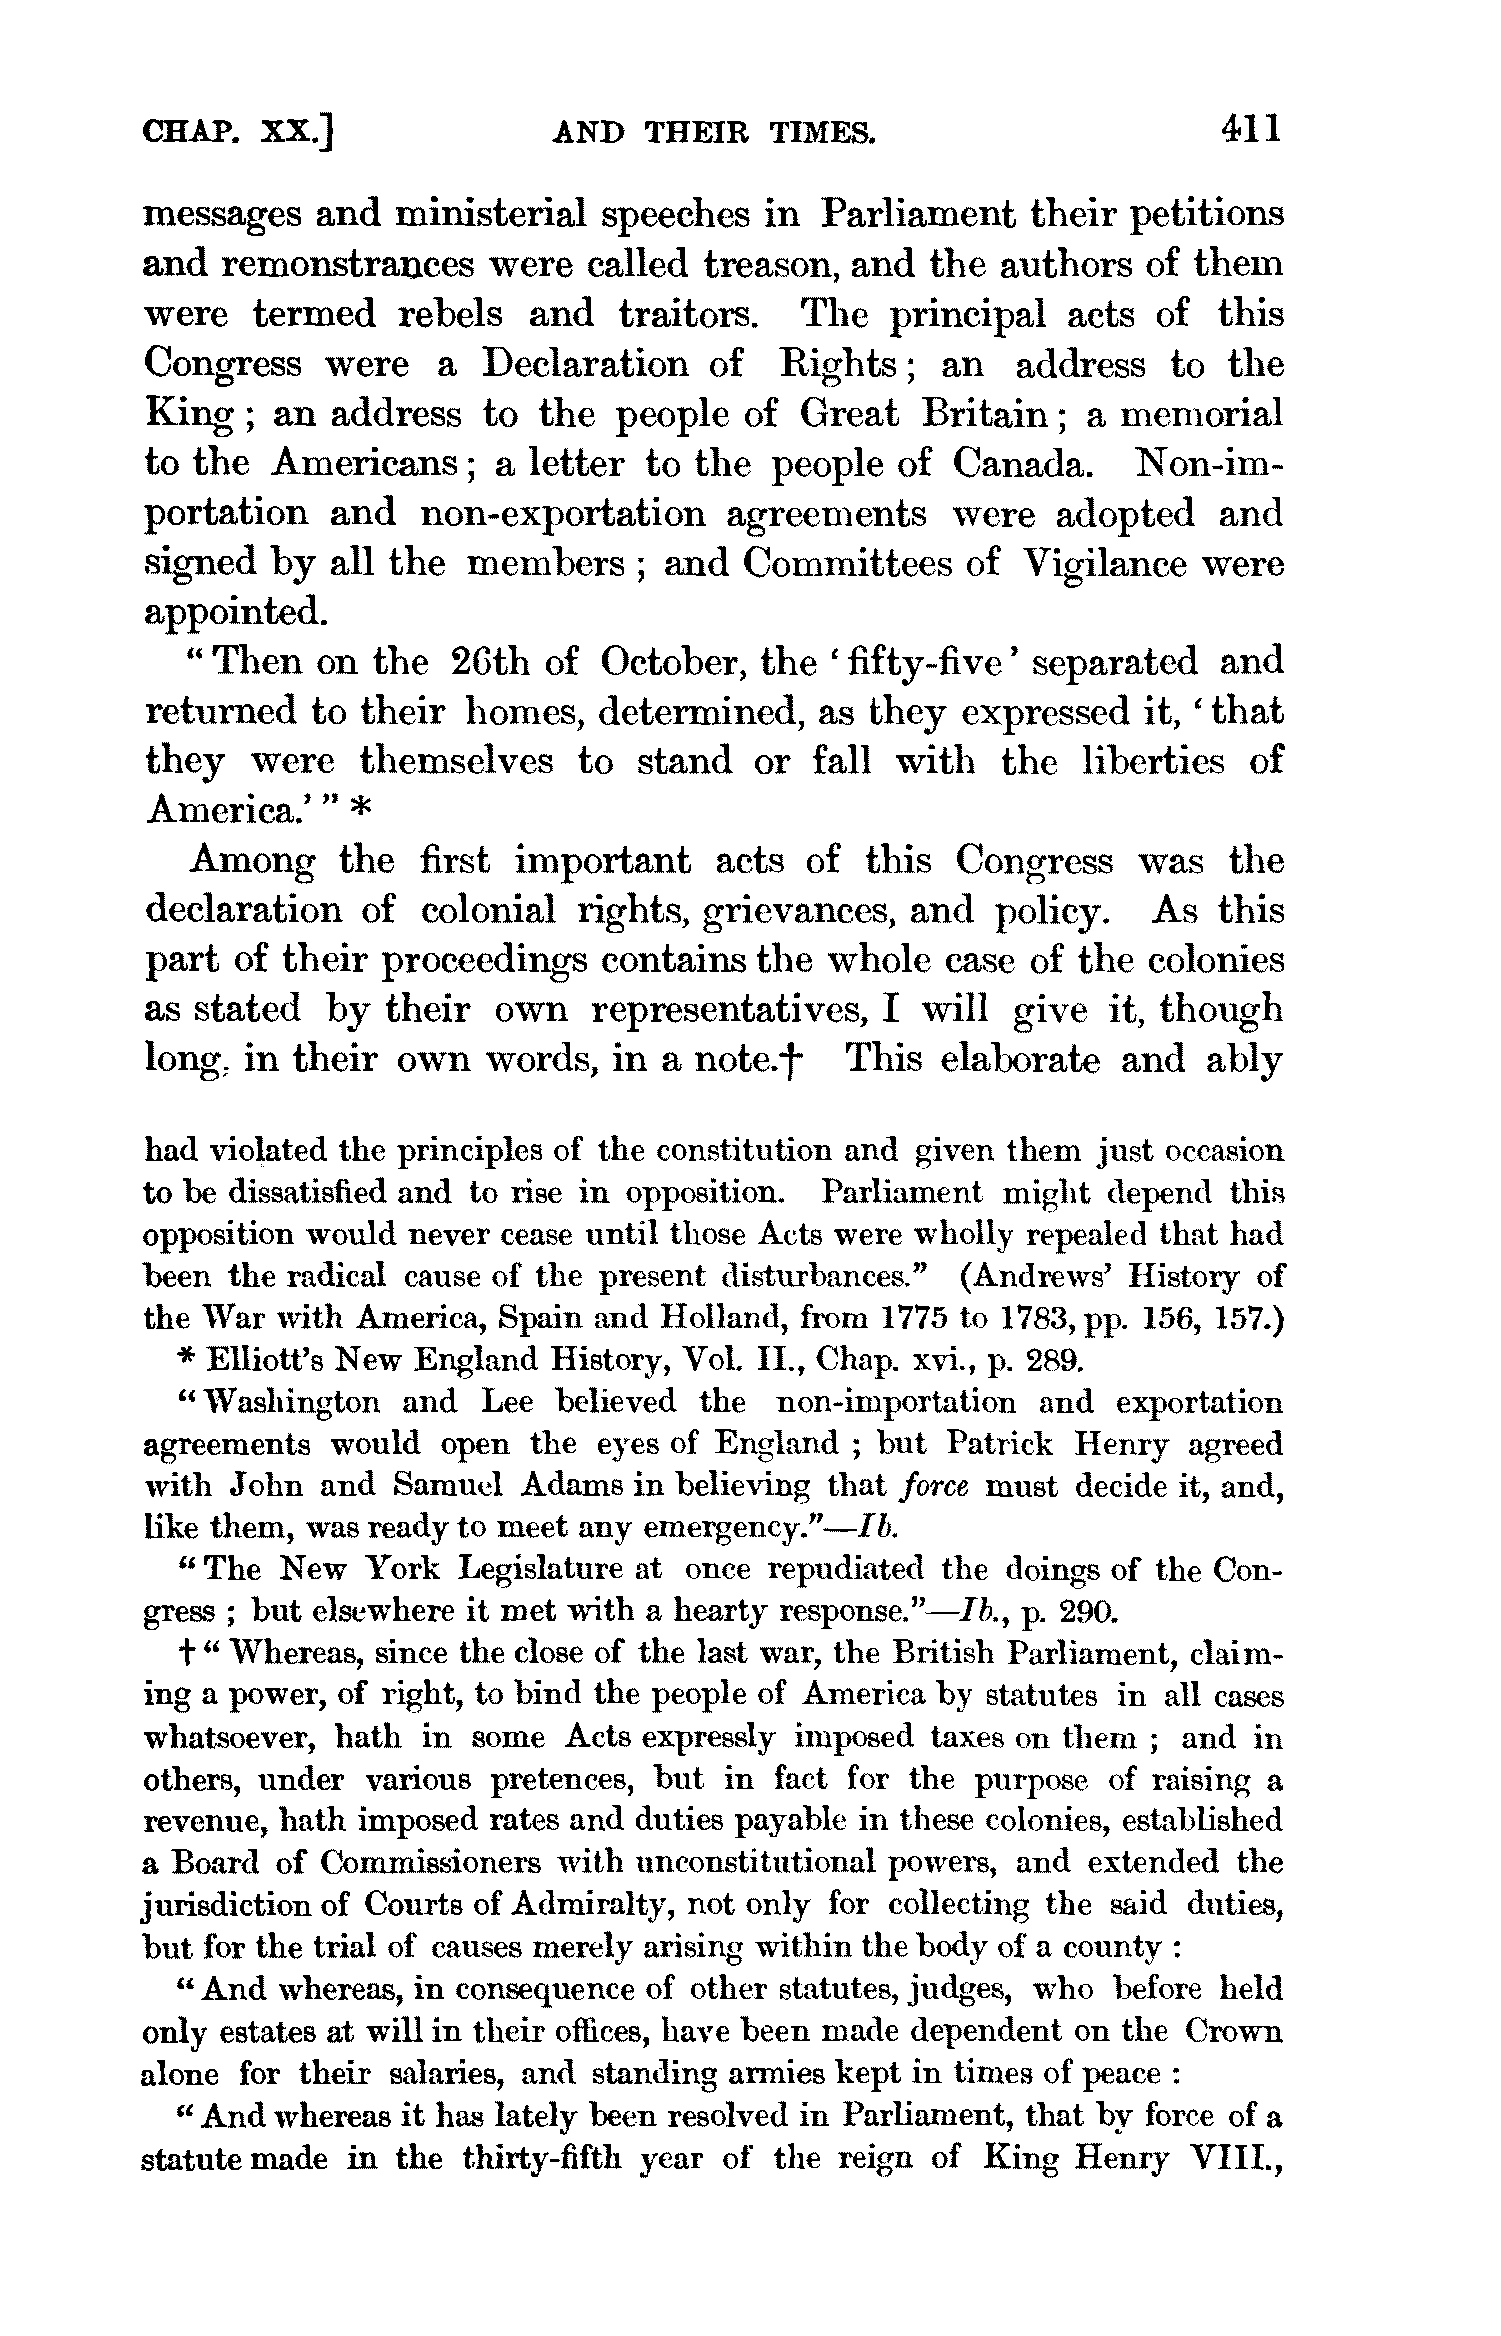 CHAP. XX.] AND THEIR TIMES. 411
messages and ministerial speeches in Parliament their petitions
and remonstrances were called treason, and the authors of them
were termed rebels and traitors. The principal acts of this
Congress were a Declaration of Rights; an address to the
King; an address to the people of Great Britain; a memorial
to the Americans; a letter to the people of Canada. Non-im-
portation and non-exportation agreements were adopted and
signed by all the members; and Committees of Vigilance were
appointed.
"Then on the 26th of October, the 'fifty-five' separated and
returned to their homes, determined, as they expressed it, 'that
they were themselves to stand or fall with the liberties of
America.'" *
Among the first important acts of this Congress was the
declaration of colonial rights, grievances, and policy. As this
part of their proceedings contains the whole case of the colonies
as stated by their own representatives, I will give it, though
long, in their own words, in a note.† This elaborate and ably
had violated the principles of the constitution and given them just occasion
to be dissatisfied and to rise in opposition. Parliament might depend this
opposition would never cease until those Acts were wholly repealed that had
been the radical cause of the present disturbances." (Andrews' History of
the War with America, Spain and Holland, from 1775 to 1783, pp. 156, 157.)
* Elliott's New England History, Vol. II., Chap. xvi., p. 289.
"Washington and Lee believed the non-importation and exportation
agreements would open the eyes of England; but Patrick Henry agreed
with John and Samuel Adams in believing that force must decide it, and,
like them, was ready to meet any emergency."—Ib.
"The New York Legislature at once repudiated the doings of the Con-
gress; but elsewhere it met with a hearty response."—Ib., p. 290.
† "Whereas, since the close of the last war, the British Parliament, claim-
ing a power, of right, to bind the people of America by statutes in all cases
whatsoever, hath in some Acts expressly imposed taxes on them; and in
others, under various pretences, but in fact for the purpose of raising a
revenue, hath imposed rates and duties payable in these colonies, established
a Board of Commissioners with unconstitutional powers, and extended the
jurisdiction of Courts of Admiralty, not only for collecting the said duties,
but for the trial of causes merely arising within the body of a county:
"And whereas, in consequence of other statutes, judges, who before held
only estates at will in their offices, have been made dependent on the Crown
alone for their salaries, and standing armies kept in times of peace:
"And whereas it has lately been resolved in Parliament, that by force of a
statute made in the thirty-fifth year of the reign of King Henry VIII.,